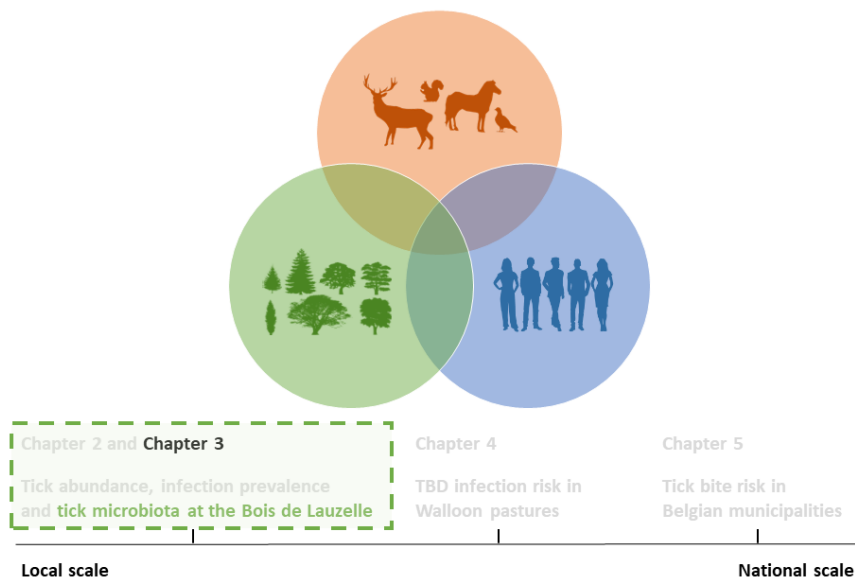 Chapter 2 and Chapter 3
Tick abundance, infection prevalence
and tick microbiota at the Bois de Lauzelle
Chapter 4
TBD infection risk in
Walloon pastures
Chapter 5
Tick bite risk in
Belgian municipalities
Local scale
National scale